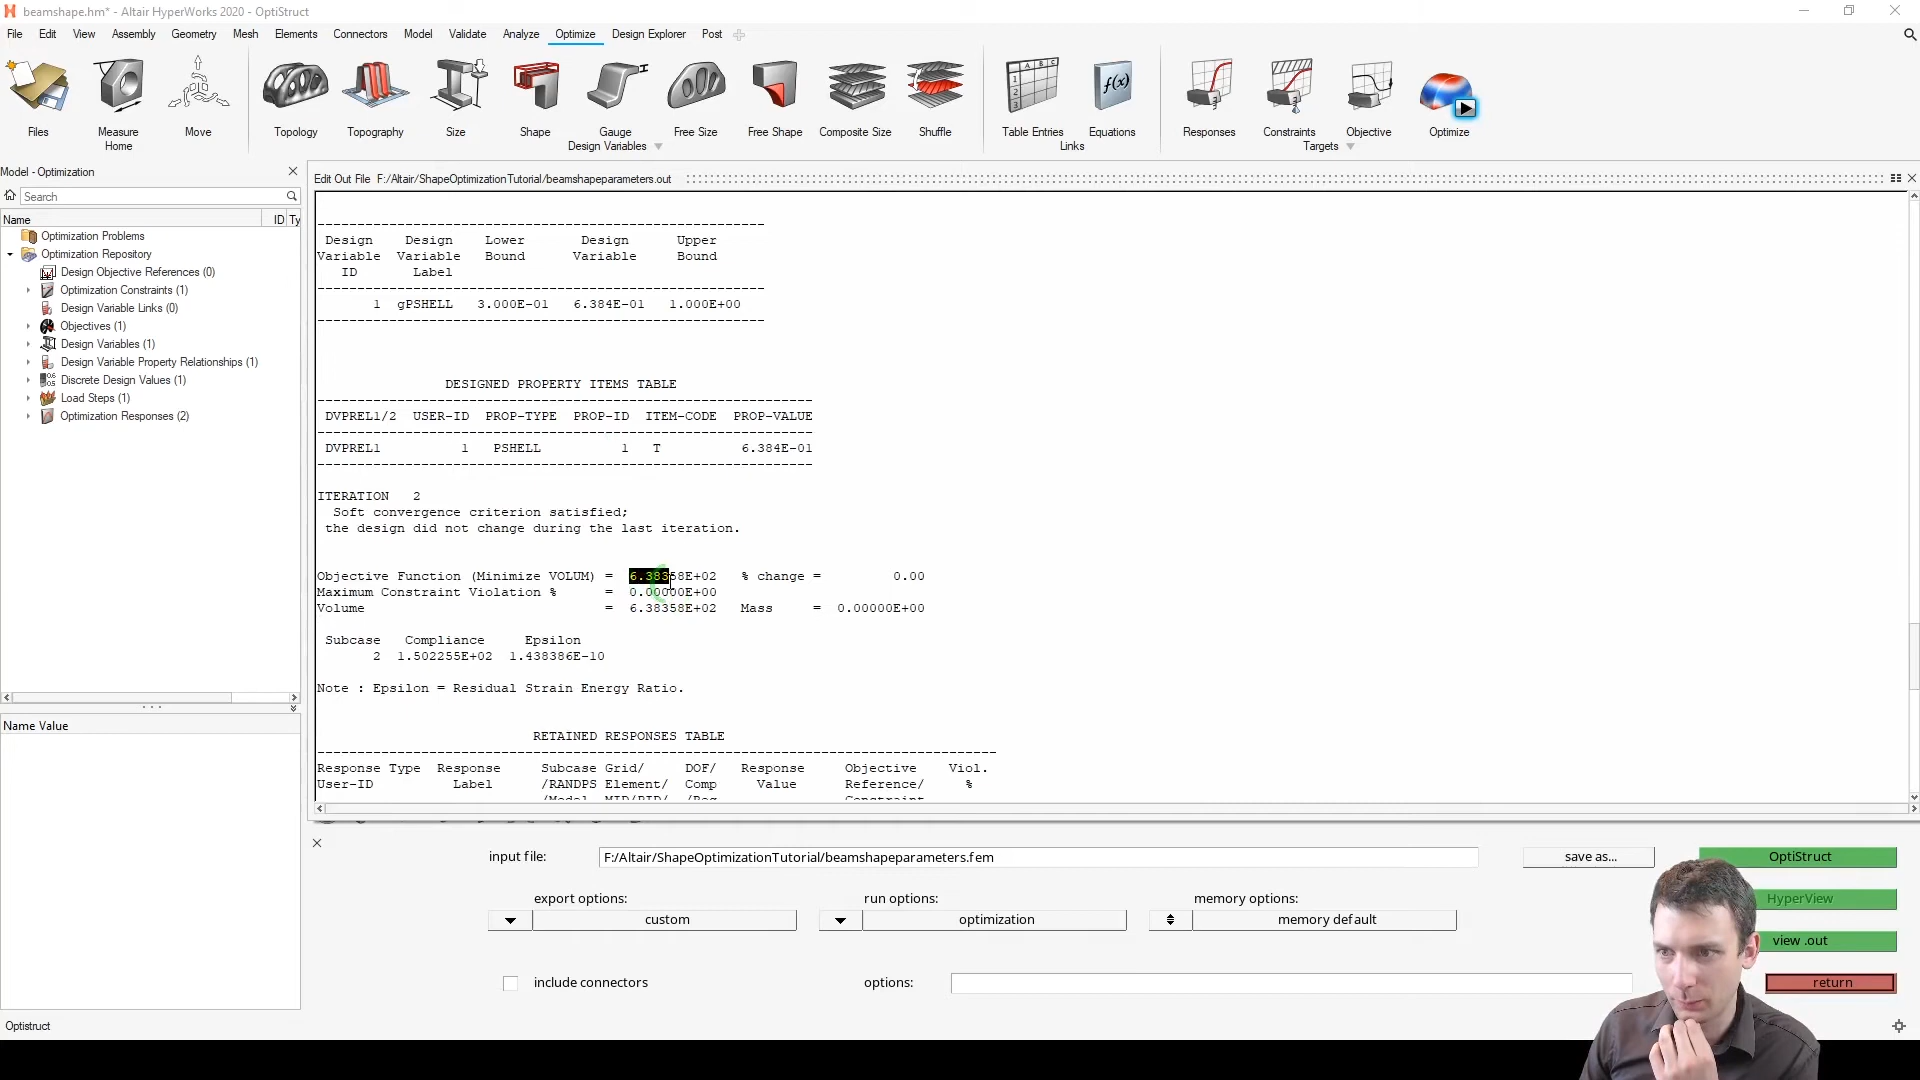 beamshape.hm* - Altair HyperWorks 2020 - OptiStruct
File Edit View Assembly Geometry Mesh Elements Connectors Model Validate Analyze Optimize Design Explorer Post
Files Measure Move Topology Topography Size Shape Gauge Free Size Free Shape Composite Size Shuffle Table Entries Equations Responses Constraints Objective Optimize
Home Design Variables Links Targets
Model - Optimization
Search
Name ID Ty
Optimization Problems
Optimization Repository
Design Objective References (0)
Optimization Constraints (1)
Design Variable Links (0)
Objectives (1)
Design Variables (1)
Design Variable Property Relationships (1)
Discrete Design Values (1)
Load Steps (1)
Optimization Responses (2)
Name Value
Optistruct
Edit Out File F:/Altair/ShapeOptimizationTutorial/beamshapeparameters.out
Design Design Lower Design Upper
Variable Variable Bound Variable Bound
ID Label
1 gPSHELL 3.000E-01 6.384E-01 1.000E+00
DESIGNED PROPERTY ITEMS TABLE
DVPREL1/2 USER-ID PROP-TYPE PROP-ID ITEM-CODE PROP-VALUE
DVPREL1 1 PSHELL 1 T 6.384E-01
ITERATION 2
Soft convergence criterion satisfied;
the design did not change during the last iteration.
Objective Function (Minimize VOLUM) = 6.38358E+02 % change = 0.00
Maximum Constraint Violation % = 0.00000E+00
Volume = 6.38358E+02 Mass = 0.00000E+00
Subcase Compliance Epsilon
2 1.502255E+02 1.438386E-10
Note : Epsilon = Residual Strain Energy Ratio.
RETAINED RESPONSES TABLE
Response Type Response Subcase Grid/ DOF/ Response Objective Viol.
User-ID Label /RANDPS Element/ Comp Value Reference/ %
/Model MID/PID/ /Reg Constraint
input file: F:/Altair/ShapeOptimizationTutorial/beamshapeparameters.fem save as... OptiStruct
export options: run options: memory options: HyperView
custom optimization memory default
view .out
include connectors options: return